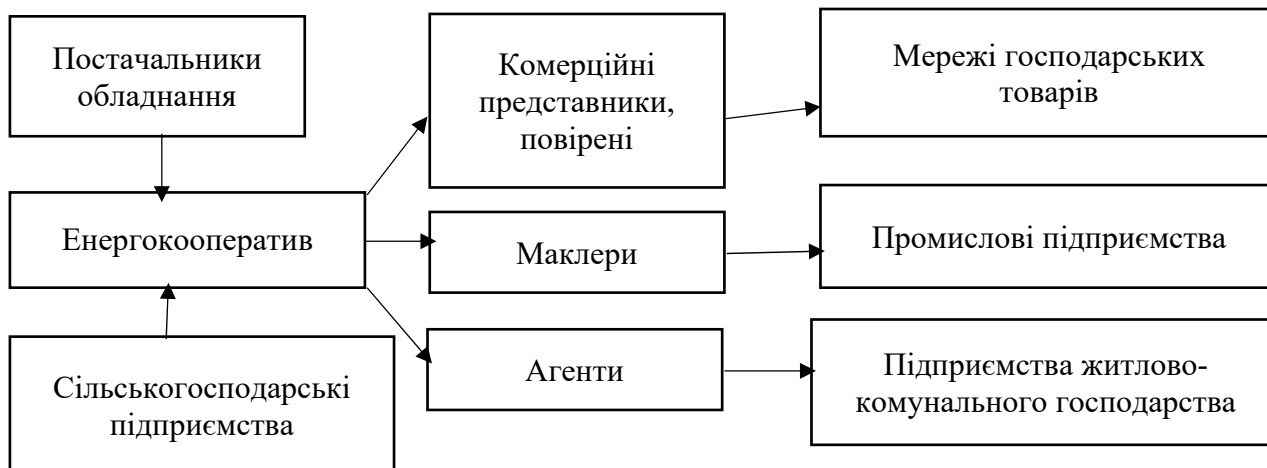 Постачальники
обладнання
Енергокооператив
Сільськогосподарські
підприємства
Комерційні
представники,
повірені
Маклери
Агенти
Мережі господарських
товарів
Промислові підприємства
Підприємства житлово-
комунального господарства